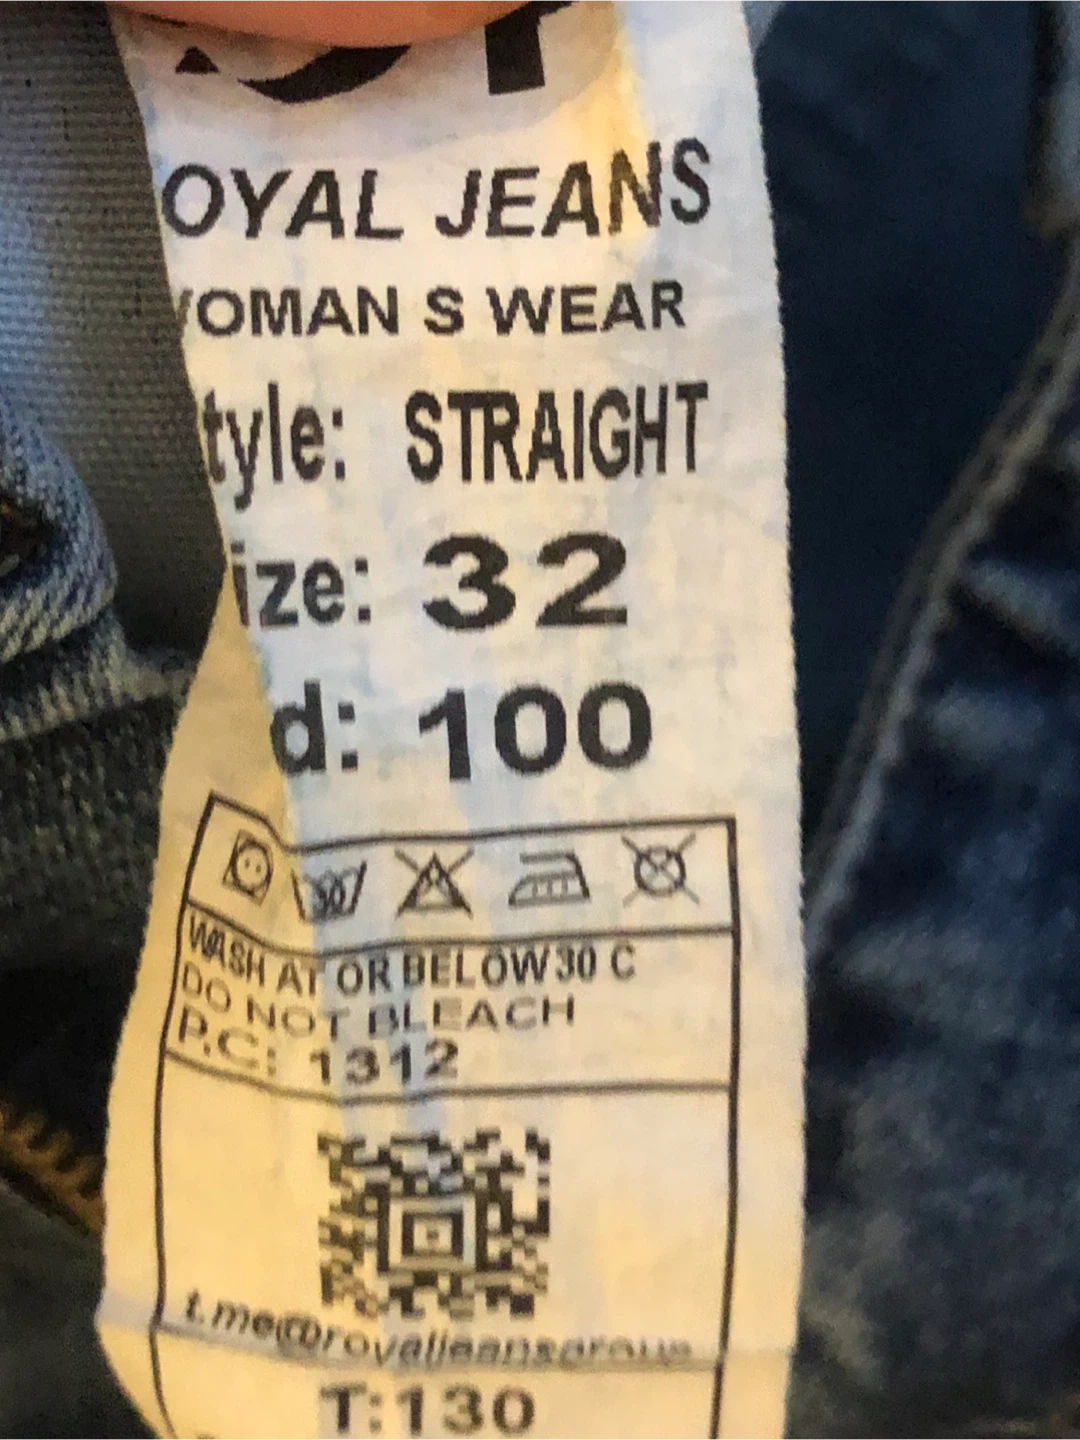 OYAL JEANS
OMAN S WEAR
tyle: STRAIGHT
ize: 32
d: 100
30
WASH AT OR BELOW 30 C
DO NOT BLEACH
P.C: 1312
t.me@royaljeansgroup
T:130